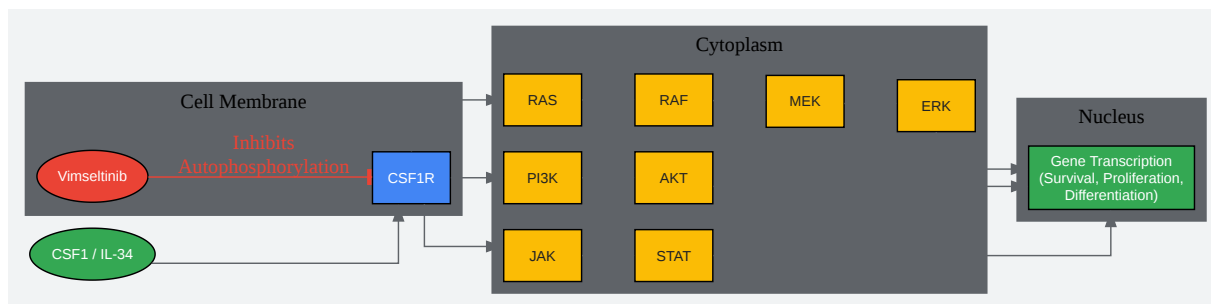 Cell Membrane
Inhibits
Autophosphorylation
Vimseltinib
CSF1R
CSF1 / IL-34
Cytoplasm
RAS
RAF
MEK
ERK
PI3K
AKT
JAK
STAT
Nucleus
Gene Transcription
(Survival, Proliferation,
Differentiation)